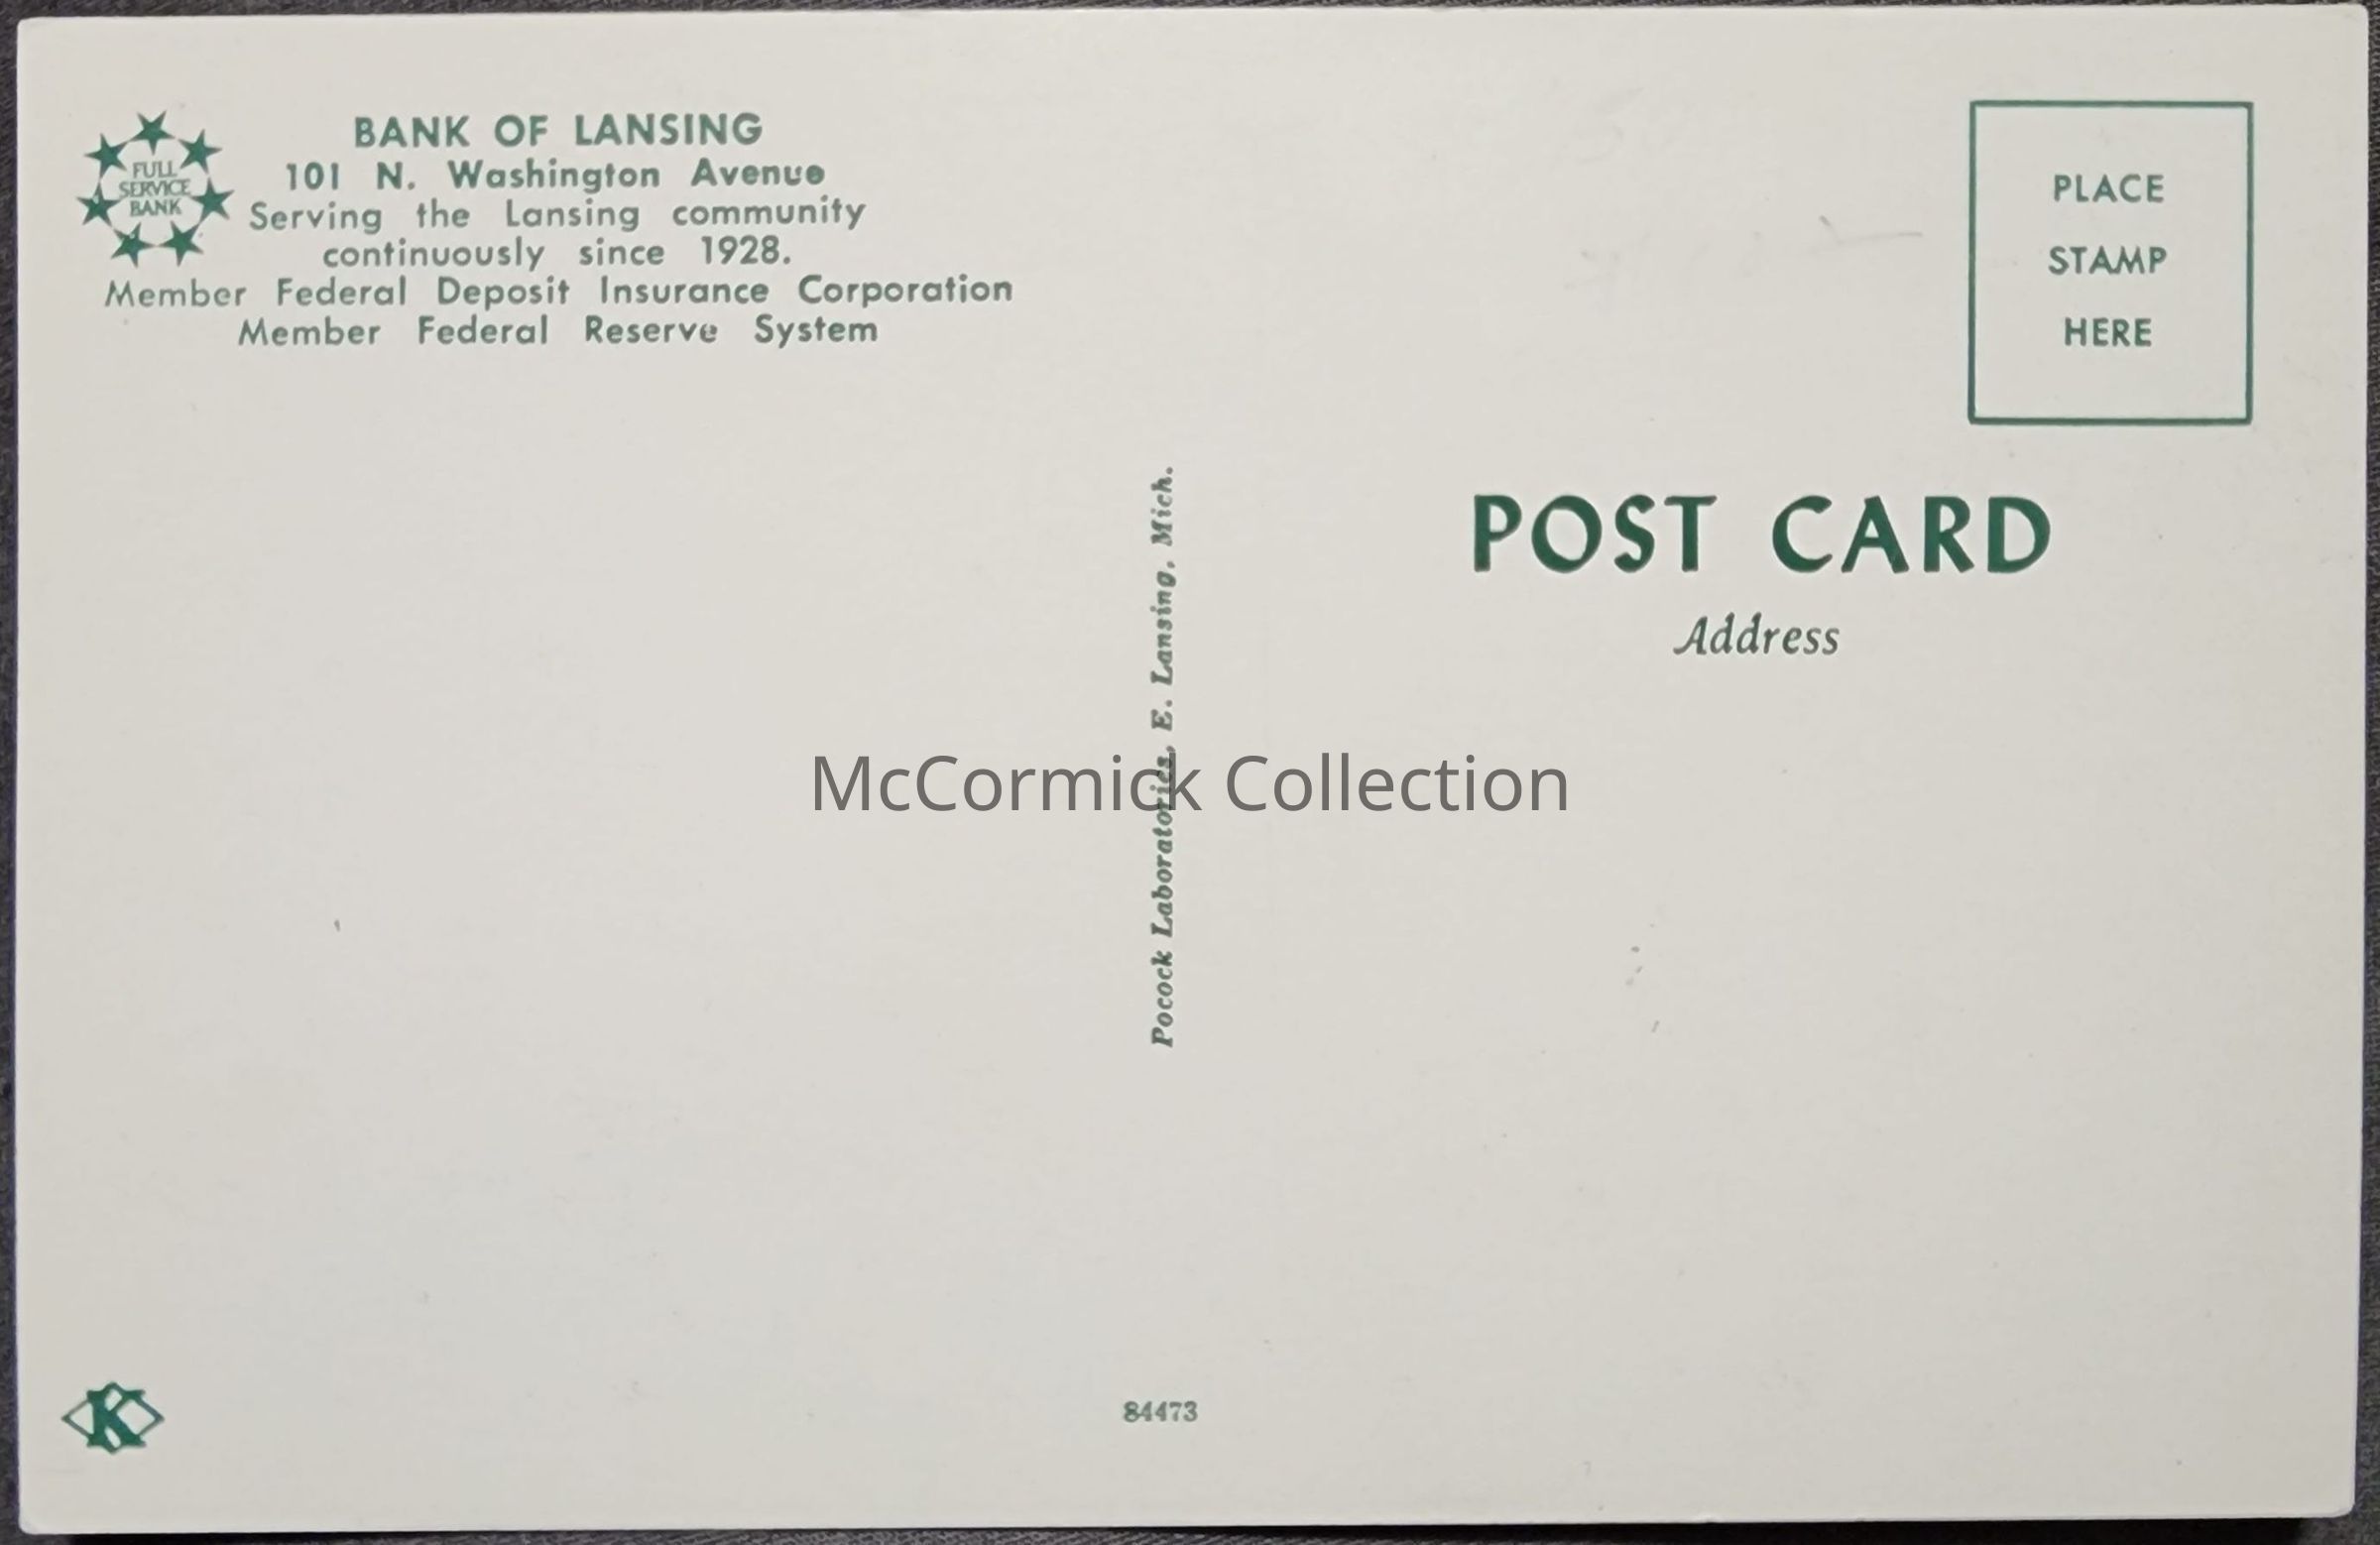 FULL
SERVICE
BANK
BANK OF LANSING
101 N. Washington Avenue
Serving the Lansing community
continuously since 1928.
Member Federal Deposit Insurance Corporation
Member Federal Reserve System
PLACE
STAMP
HERE
POST CARD
Address
Pocock Laboratories, E. Lansing, Mich.
McCormick Collection
K
84473